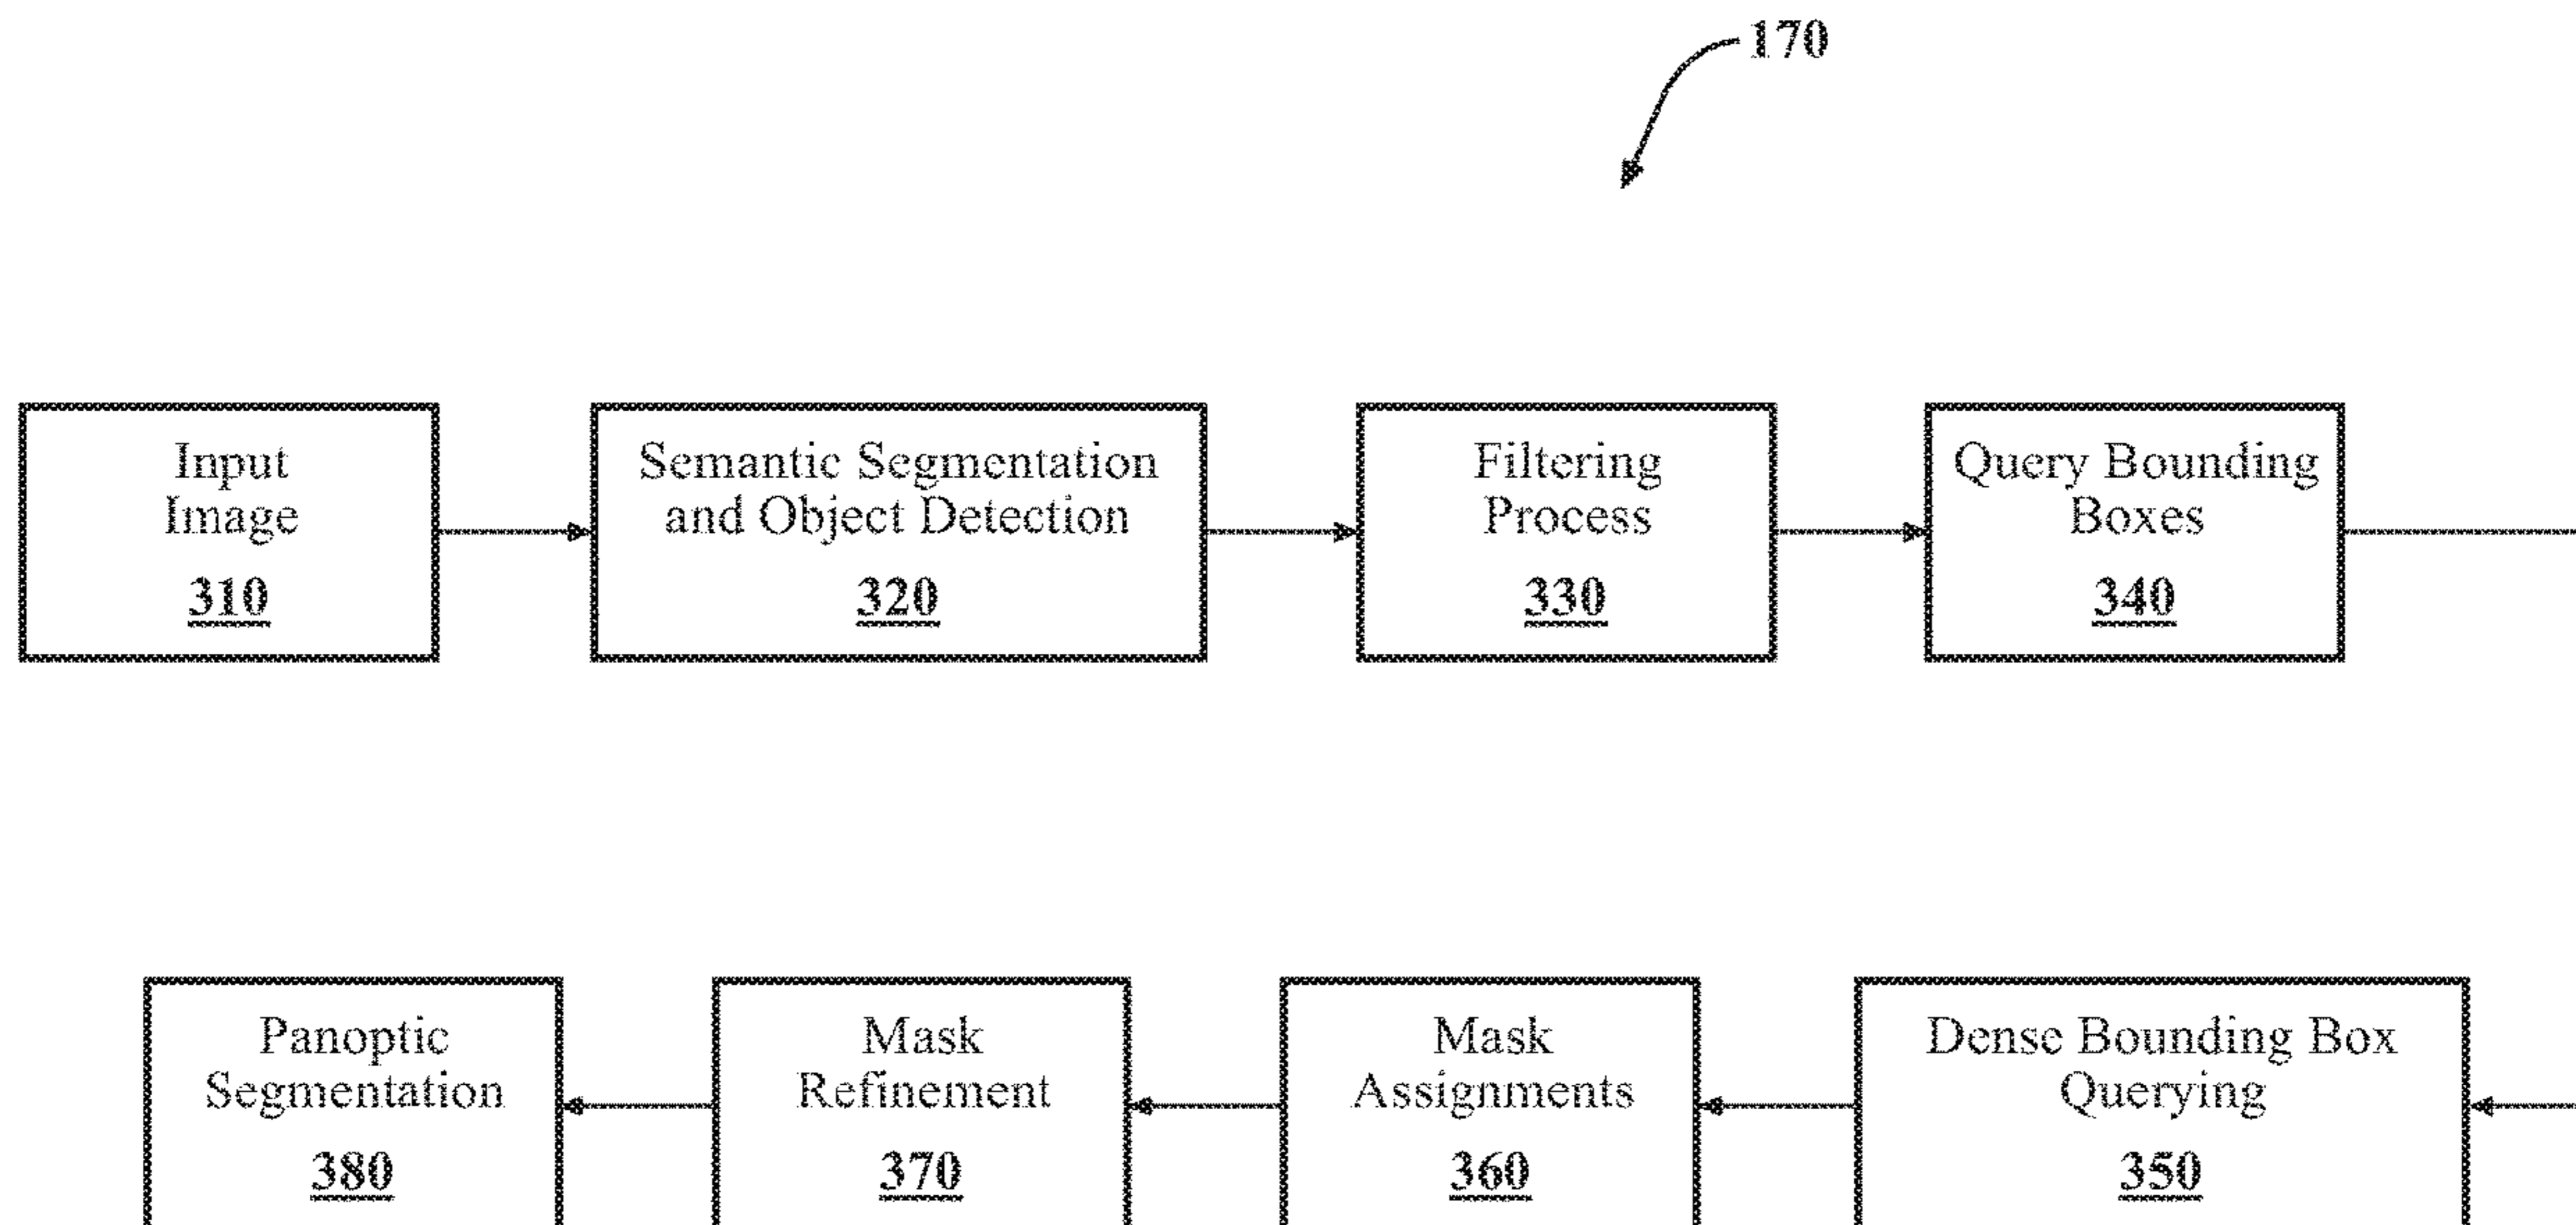 170
Input
Image
310
Semantic Segmentation
and Object Detection
320
Filtering
Process
330
Query Bounding
Boxes
340
Dense Bounding Box
Querying
350
Mask
Assignments
360
Mask
Refinement
370
Panoptic
Segmentation
380